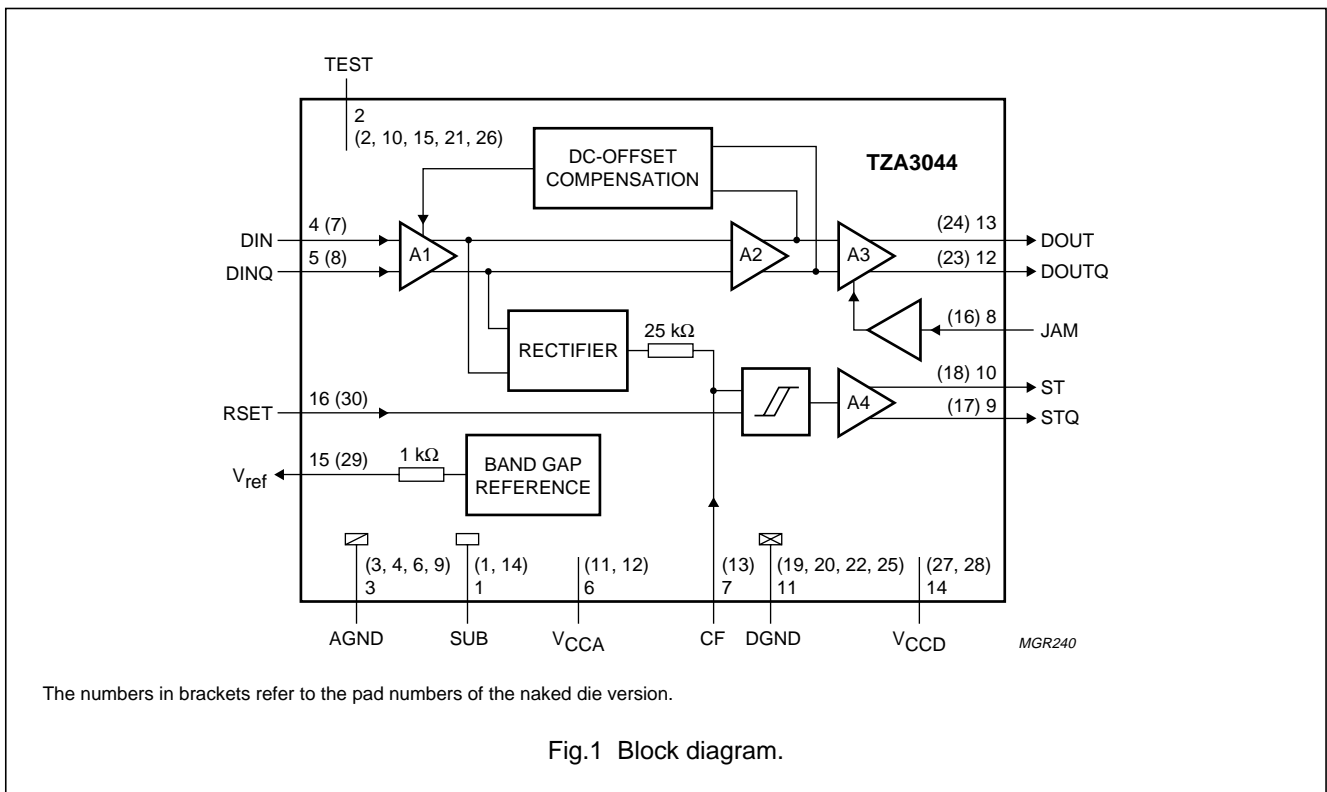 TEST
2
(2, 10, 15, 21, 26)
DC-OFFSET
COMPENSATION
TZA3044
DIN
4 (7)
DINQ
5 (8)
A1
A2
A3
(24) 13
DOUT
(23) 12
DOUTQ
(16) 8
JAM
RECTIFIER
25 kΩ
(18) 10
ST
A4
(17) 9
STQ
RSET
16 (30)
Vref
15 (29)
1 kΩ
BAND GAP
REFERENCE
(3, 4, 6, 9)
3
(1, 14)
1
(11, 12)
6
(13)
7
(19, 20, 22, 25)
11
(27, 28)
14
AGND
SUB
VCCA
CF
DGND
VCCD
MGR240
The numbers in brackets refer to the pad numbers of the naked die version.
Fig.1 Block diagram.